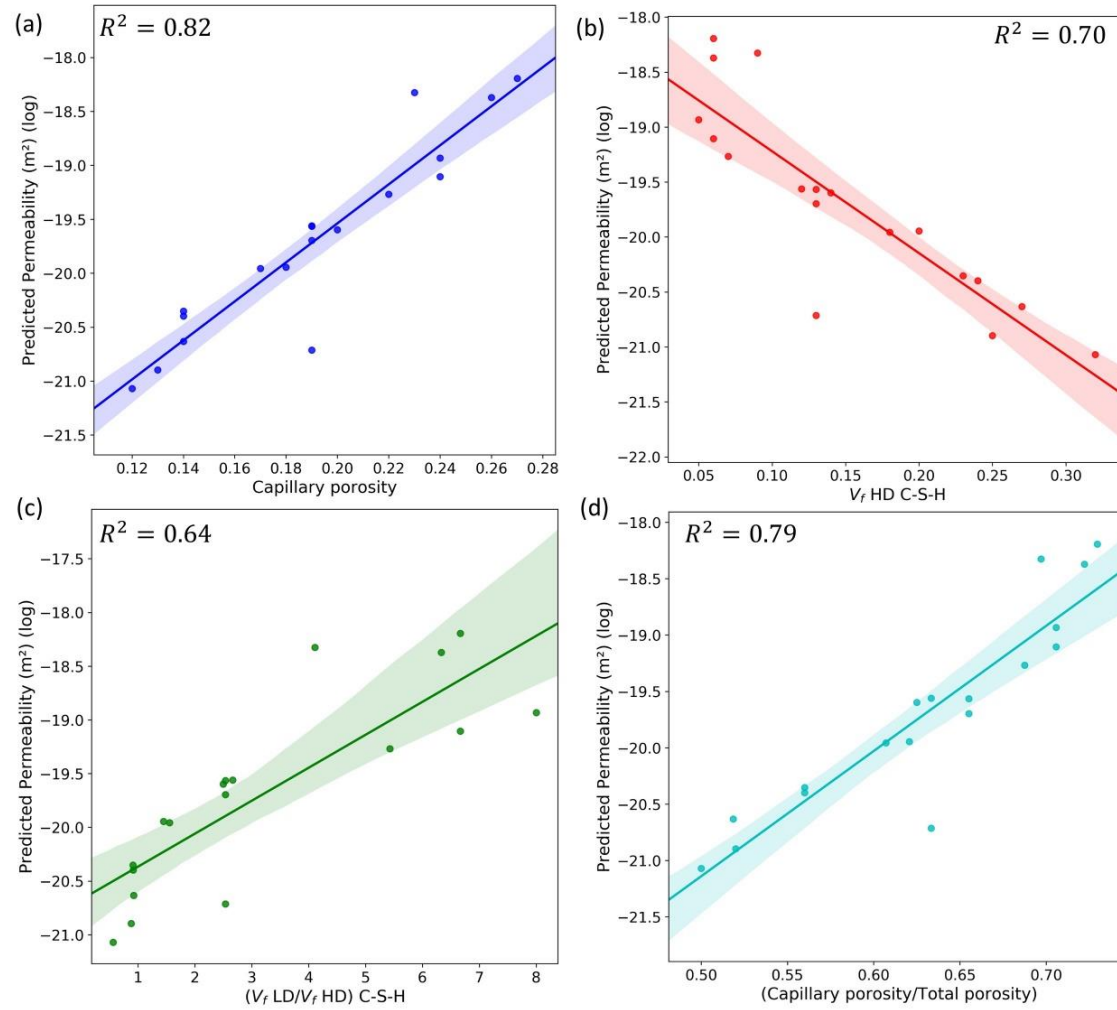 (a)
R² = 0.82
Predicted Permeability (m²) (log)
−18.0
−18.5
−19.0
−19.5
−20.0
−20.5
−21.0
−21.5
0.12 0.14 0.16 0.18 0.20 0.22 0.24 0.26 0.28
Capillary porosity
(b)
R² = 0.70
Predicted Permeability (m²) (log)
−18.0
−18.5
−19.0
−19.5
−20.0
−20.5
−21.0
−21.5
−22.0
0.05 0.10 0.15 0.20 0.25 0.30
V_f HD C-S-H
(c)
R² = 0.64
Predicted Permeability (m²) (log)
−17.5
−18.0
−18.5
−19.0
−19.5
−20.0
−20.5
−21.0
1 2 3 4 5 6 7 8
(V_f LD/V_f HD) C-S-H
(d)
R² = 0.79
Predicted Permeability (m²) (log)
−18.0
−18.5
−19.0
−19.5
−20.0
−20.5
−21.0
−21.5
0.50 0.55 0.60 0.65 0.70
(Capillary porosity/Total porosity)